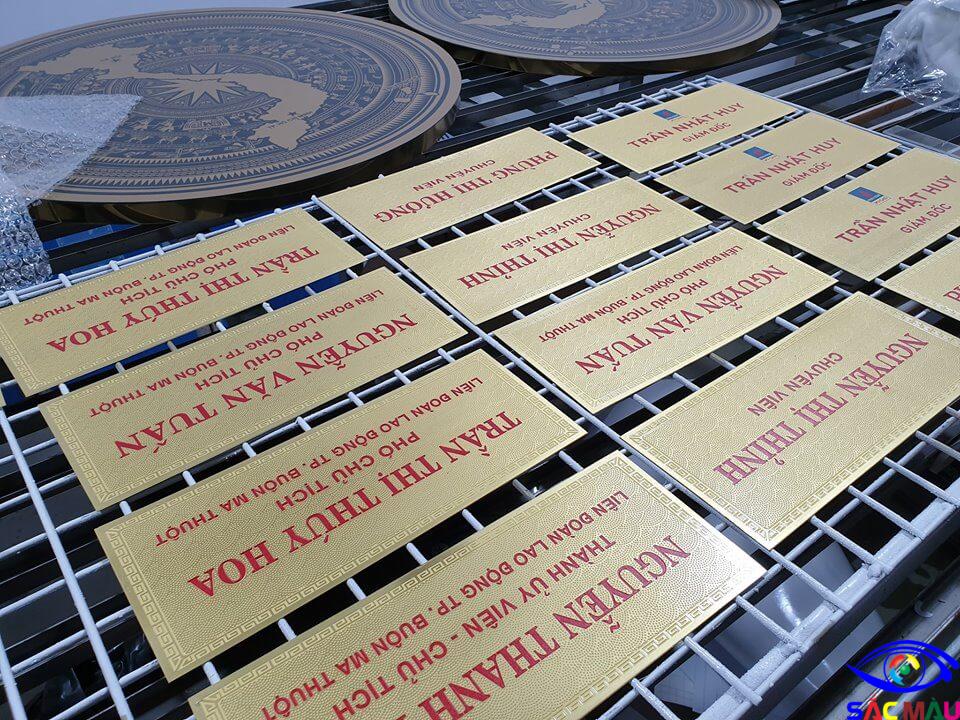 TRẦN THỊ THÚY HOA
PHÓ CHỦ TỊCH
LIÊN ĐOÀN LAO ĐỘNG TP. BUÔN MA THUỘT
NGUYỄN VĂN TUẤN
PHÓ CHỦ TỊCH
LIÊN ĐOÀN LAO ĐỘNG TP. BUÔN MA THUỘT
TRẦN THỊ THÚY HOA
PHÓ CHỦ TỊCH
LIÊN ĐOÀN LAO ĐỘNG TP. BUÔN MA THUỘT
NGUYỄN THANH
THÀNH ỦY VIÊN - CHỦ TỊCH
LIÊN ĐOÀN LAO ĐỘNG TP. BUÔN MA THUỘT
PHÙNG THỊ HƯỜNG
CHUYÊN VIÊN
NGUYỄN THỊ THỈNH
CHUYÊN VIÊN
NGUYỄN VĂN TUẤN
PHÓ CHỦ TỊCH
LIÊN ĐOÀN LAO ĐỘNG TP. BUÔN MA THUỘT
NGUYỄN THỊ THỈNH
CHUYÊN VIÊN
TRẦN NHẬT HUY
GIÁM ĐỐC
TRẦN NHẬT HUY
GIÁM ĐỐC
TRẦN NHẬT HUY
GIÁM ĐỐC
SẮC MÀU